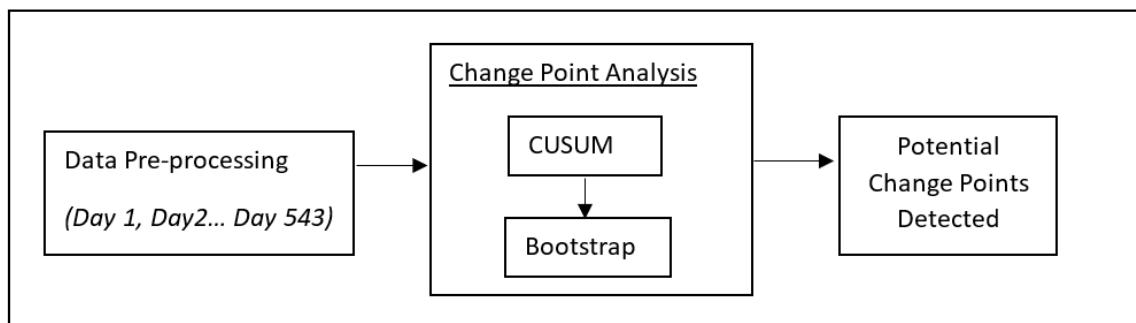 Data Pre-processing
(Day 1, Day2... Day 543)
Change Point Analysis
CUSUM
Bootstrap
Potential
Change Points
Detected